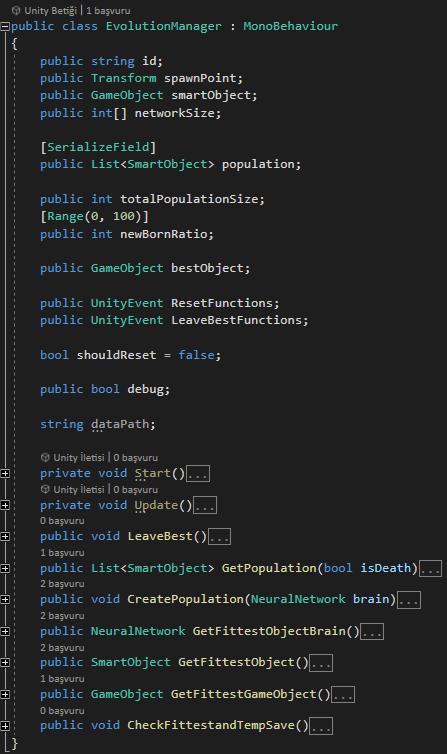 Unity Betiği | 1 başvuru
public class EvolutionManager : MonoBehaviour
{
public string id;
public Transform spawnPoint;
public GameObject smartObject;
public int[] networkSize;
[SerializeField]
public List<SmartObject> population;
public int totalPopulationSize;
[Range(0, 100)]
public int newBornRatio;
public GameObject bestObject;
public UnityEvent ResetFunctions;
public UnityEvent LeaveBestFunctions;
bool shouldReset = false;
public bool debug;
string dataPath;
Unity İletisi | 0 başvuru
private void Start()...
Unity İletisi | 0 başvuru
private void Update()...
0 başvuru
public void LeaveBest()...
1 başvuru
public List<SmartObject> GetPopulation(bool isDeath)...
2 başvuru
public void CreatePopulation(NeuralNetwork brain)...
2 başvuru
public NeuralNetwork GetFittestObjectBrain()...
2 başvuru
public SmartObject GetFittestObject()...
1 başvuru
public GameObject GetFittestGameObject()...
0 başvuru
public void CheckFittestandTempSave()...
}